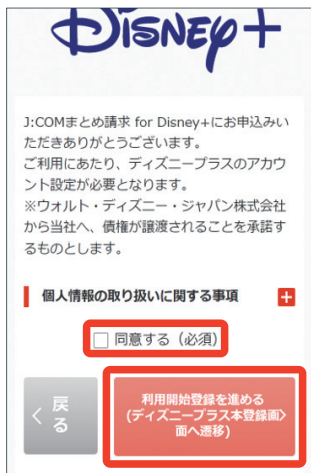 Disney+
J:COMまとめ請求 for Disney+にお申込みい
ただきありがとうございます。
ご利用にあたり、ディズニープラスのアカウ
ント設定が必要となります。
※ウォルト・ディズニー・ジャパン株式会社
から当社へ、債権が譲渡されることを承諾す
るものとします。
個人情報の取り扱いに関する事項 +
同意する（必須）
< 戻
る
利用開始登録を進める
(ディズニープラス本登録画>
面へ遷移)